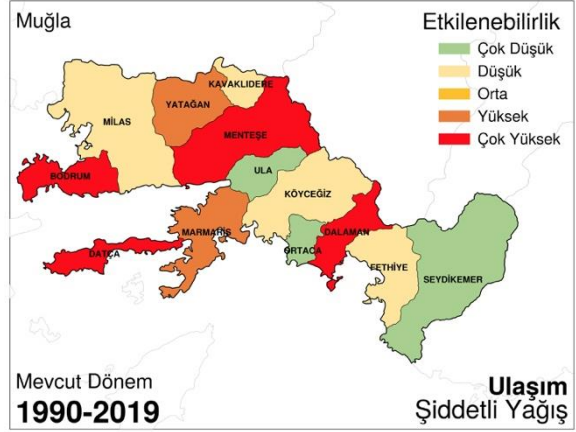 Muğla
Etkilenebilirlik
Çok Düşük
Düşük
Orta
Yüksek
Çok Yüksek
KAVAKLIDERE
YATAĞAN
MİLAS
MENTEŞE
ULA
BODRUM
KÖYCEĞİZ
MARMARİS
DALAMAN
ORTACA
DATÇA
FETHİYE
SEYDİKEMER
Mevcut Dönem
1990-2019
Ulaşım
Şiddetli Yağış